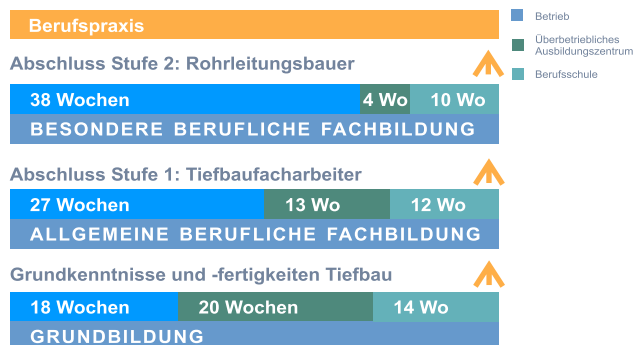 Berufspraxis
Abschluss Stufe 2: Rohrleitungsbauer
38 Wochen 4 Wo 10 Wo
BESONDERE BERUFLICHE FACHBILDUNG
Abschluss Stufe 1: Tiefbaufacharbeiter
27 Wochen 13 Wo 12 Wo
ALLGEMEINE BERUFLICHE FACHBILDUNG
Grundkenntnisse und -fertigkeiten Tiefbau
18 Wochen 20 Wochen 14 Wo
GRUNDBILDUNG
Betrieb
Überbetriebliches
Ausbildungszentrum
Berufsschule